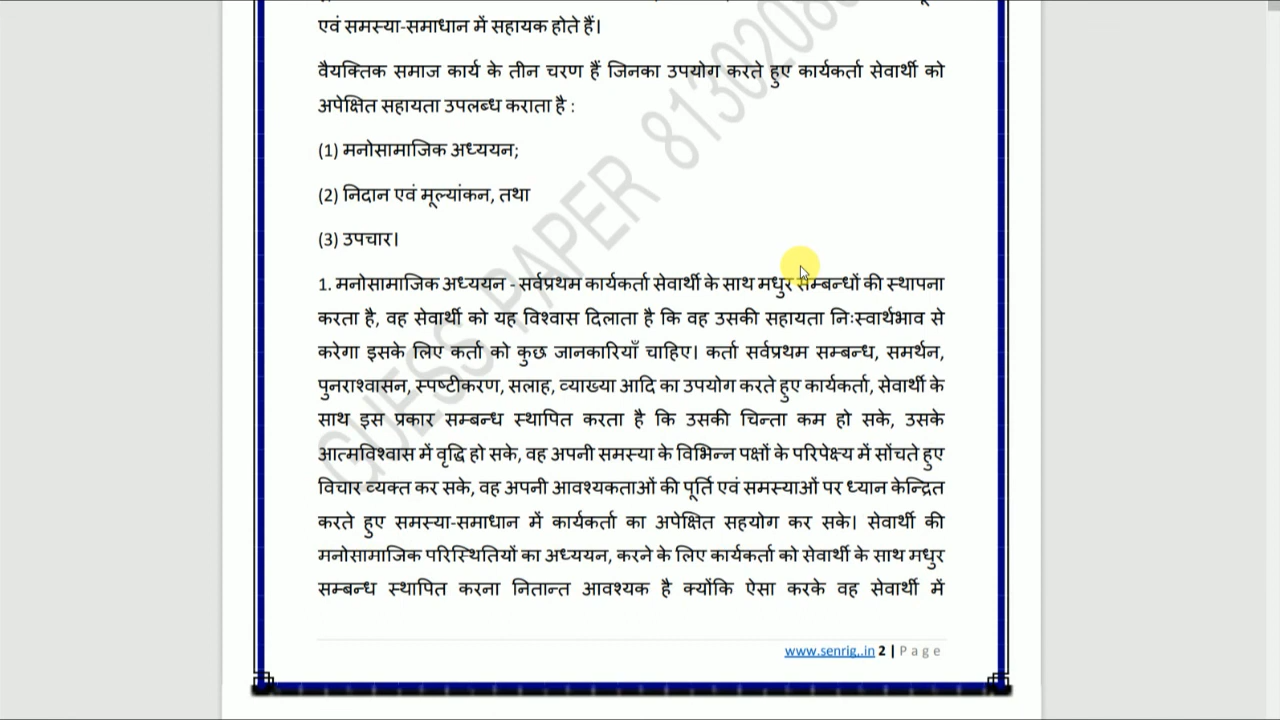 एवं समस्या-समाधान में सहायक होते हैं।
वैयक्तिक समाज कार्य के तीन चरण हैं जिनका उपयोग करते हुए कार्यकर्ता सेवार्थी को
अपेक्षित सहायता उपलब्ध कराता है :
(1) मनोसामाजिक अध्ययन;
(2) निदान एवं मूल्यांकन, तथा
(3) उपचार।
1. मनोसामाजिक अध्ययन - सर्वप्रथम कार्यकर्ता सेवार्थी के साथ मधुर सम्बन्धों की स्थापना
करता है, वह सेवार्थी को यह विश्वास दिलाता है कि वह उसकी सहायता निःस्वार्थभाव से
करेगा इसके लिए कर्ता को कुछ जानकारियाँ चाहिए। कर्ता सर्वप्रथम सम्बन्ध, समर्थन,
पुनराश्वासन, स्पष्टीकरण, सलाह, व्याख्या आदि का उपयोग करते हुए कार्यकर्ता, सेवार्थी के
साथ इस प्रकार सम्बन्ध स्थापित करता है कि उसकी चिन्ता कम हो सके, उसके
आत्मविश्वास में वृद्धि हो सके, वह अपनी समस्या के विभिन्न पक्षों के परिपेक्ष्य में सोंचते हुए
विचार व्यक्त कर सके, वह अपनी आवश्यकताओं की पूर्ति एवं समस्याओं पर ध्यान केन्द्रित
करते हुए समस्या-समाधान में कार्यकर्ता का अपेक्षित सहयोग कर सके। सेवार्थी की
मनोसामाजिक परिस्थितियों का अध्ययन, करने के लिए कार्यकर्ता को सेवार्थी के साथ मधुर
सम्बन्ध स्थापित करना नितान्त आवश्यक है क्योंकि ऐसा करके वह सेवार्थी में
GUESS PAPER
www.senrig..in 2 | Page